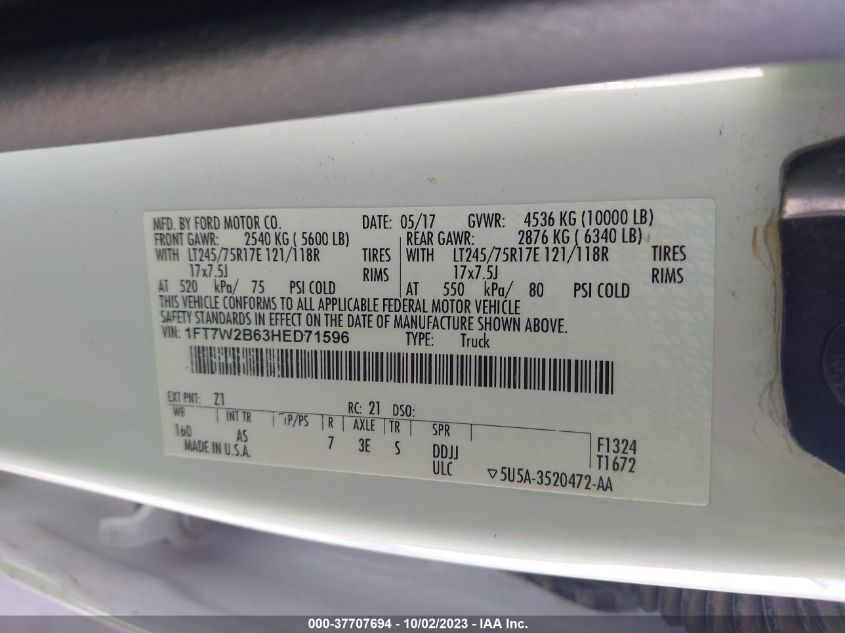 MFD. BY FORD MOTOR CO. DATE: 05/17 GVWR: 4536 KG (10000 LB)
FRONT GAWR: 2540 KG ( 5600 LB) REAR GAWR: 2876 KG ( 6340 LB)
WITH LT245/75R17E 121/118R TIRES WITH LT245/75R17E 121/118R TIRES
17x7.5J RIMS 17x7.5J RIMS
AT 520 kPa/ 75 PSI COLD AT 550 kPa/ 80 PSI COLD
THIS VEHICLE CONFORMS TO ALL APPLICABLE FEDERAL MOTOR VEHICLE
SAFETY STANDARDS IN EFFECT ON THE DATE OF MANUFACTURE SHOWN ABOVE.
VIN: 1FT7W2B63HED71596 TYPE: Truck
EXT PNT: Z1 RC: 21 DSO:
WB INT TR TP/PS R AXLE TR SPR
160 AS 7 3E S DDJJ F1324
MADE IN U.S.A. ULC T1672
▽5U5A-3520472-AA
000-37707694 - 10/02/2023 - IAA Inc.